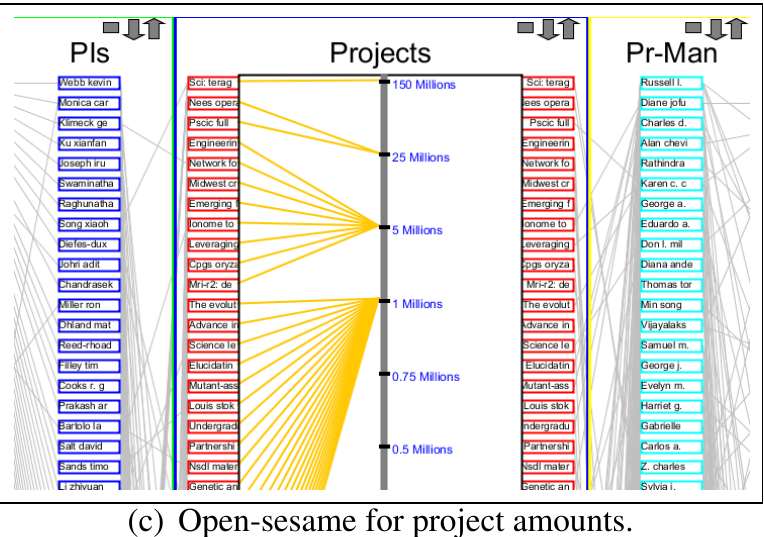 PIs
Webb kevin
Monica car
Klimeck ge
Ku xianfan
Joseph iru
Swaminatha
Raghunatha
Song xiaoh
Diefes-dux
Johri adit
Chandrasek
Miller ron
Ohland mat
Reed-rhoad
Filley tim
Cooks r. g
Prakash ar
Bartolo la
Salt david
Sands timo
Li zhiyuan
Projects
Sci: terag
Nees opera
Pscic full
Engineerin
Network fo
Midwest cr
Emerging f
Ionome to
Leveraging
Cpgs oryza
Mri-r2: de
The evolut
Advance in
Science le
Elucidatin
Mutant-ass
Louis stok
Undergradu
Partnershi
Nsdl mater
Genetic an
150 Millions
25 Millions
5 Millions
1 Millions
0.75 Millions
0.5 Millions
Sci: terag
ees opera
Pscic full
Engineerin
Network fo
Midwest cr
Emerging f
onome to
everaging
Cpgs oryza
Mri-r2: de
The evolut
Advance in
Science le
Elucidatin
Mutant-ass
Louis stok
ndergradu
Partnershi
Nsdl mater
Genetic an
Pr-Man
Russell l.
Diane jofu
Charles d.
Alan chevi
Rathindra
Karen c. c
George a.
Eduardo a.
Don l. mil
Diana ande
Thomas tor
Min song
Vijayalaks
Samuel m.
George j.
Evelyn m.
Harriet g.
Gabrielle
Carlos a.
Z. charles
Sylvia j.
(c) Open-sesame for project amounts.